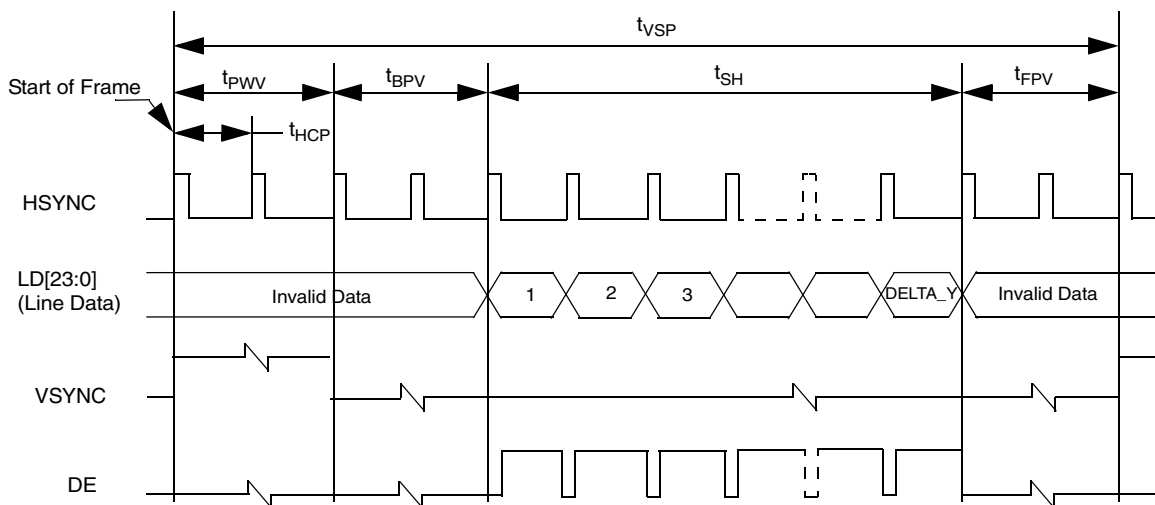 tVSP
tPWV
tBPV
tSH
tFPV
Start of Frame
tHCP
HSYNC
LD[23:0]
(Line Data)
Invalid Data
1
2
3
DELTA_Y
Invalid Data
VSYNC
DE